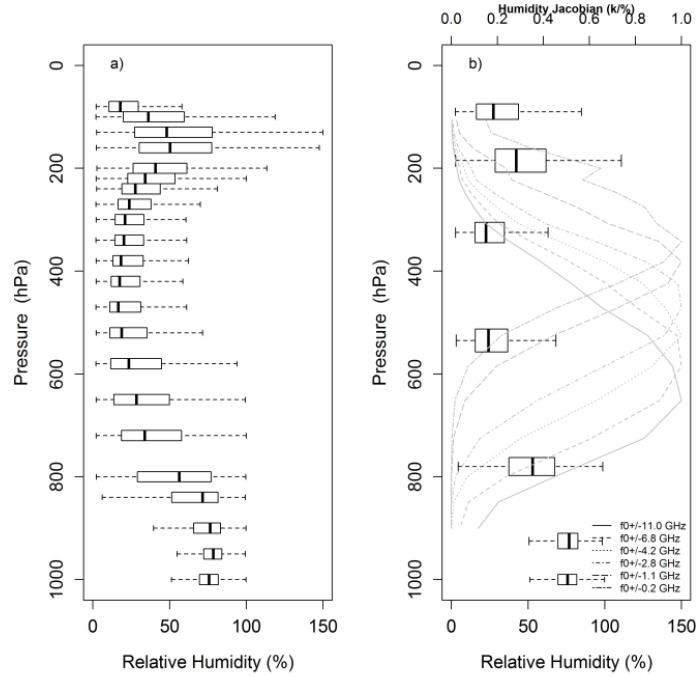 Humidity Jacobian (k/%)
0.0 0.2 0.4 0.6 0.8 1.0
a)
b)
0
200
400
600
800
1000
Pressure (hPa)
0 50 100 150
Relative Humidity (%)
0
200
400
600
800
1000
Pressure (hPa)
f0+/-11.0 GHz
f0+/-6.8 GHz
f0+/-4.2 GHz
f0+/-2.8 GHz
f0+/-1.1 GHz
f0+/-0.2 GHz
0 50 100 150
Relative Humidity (%)